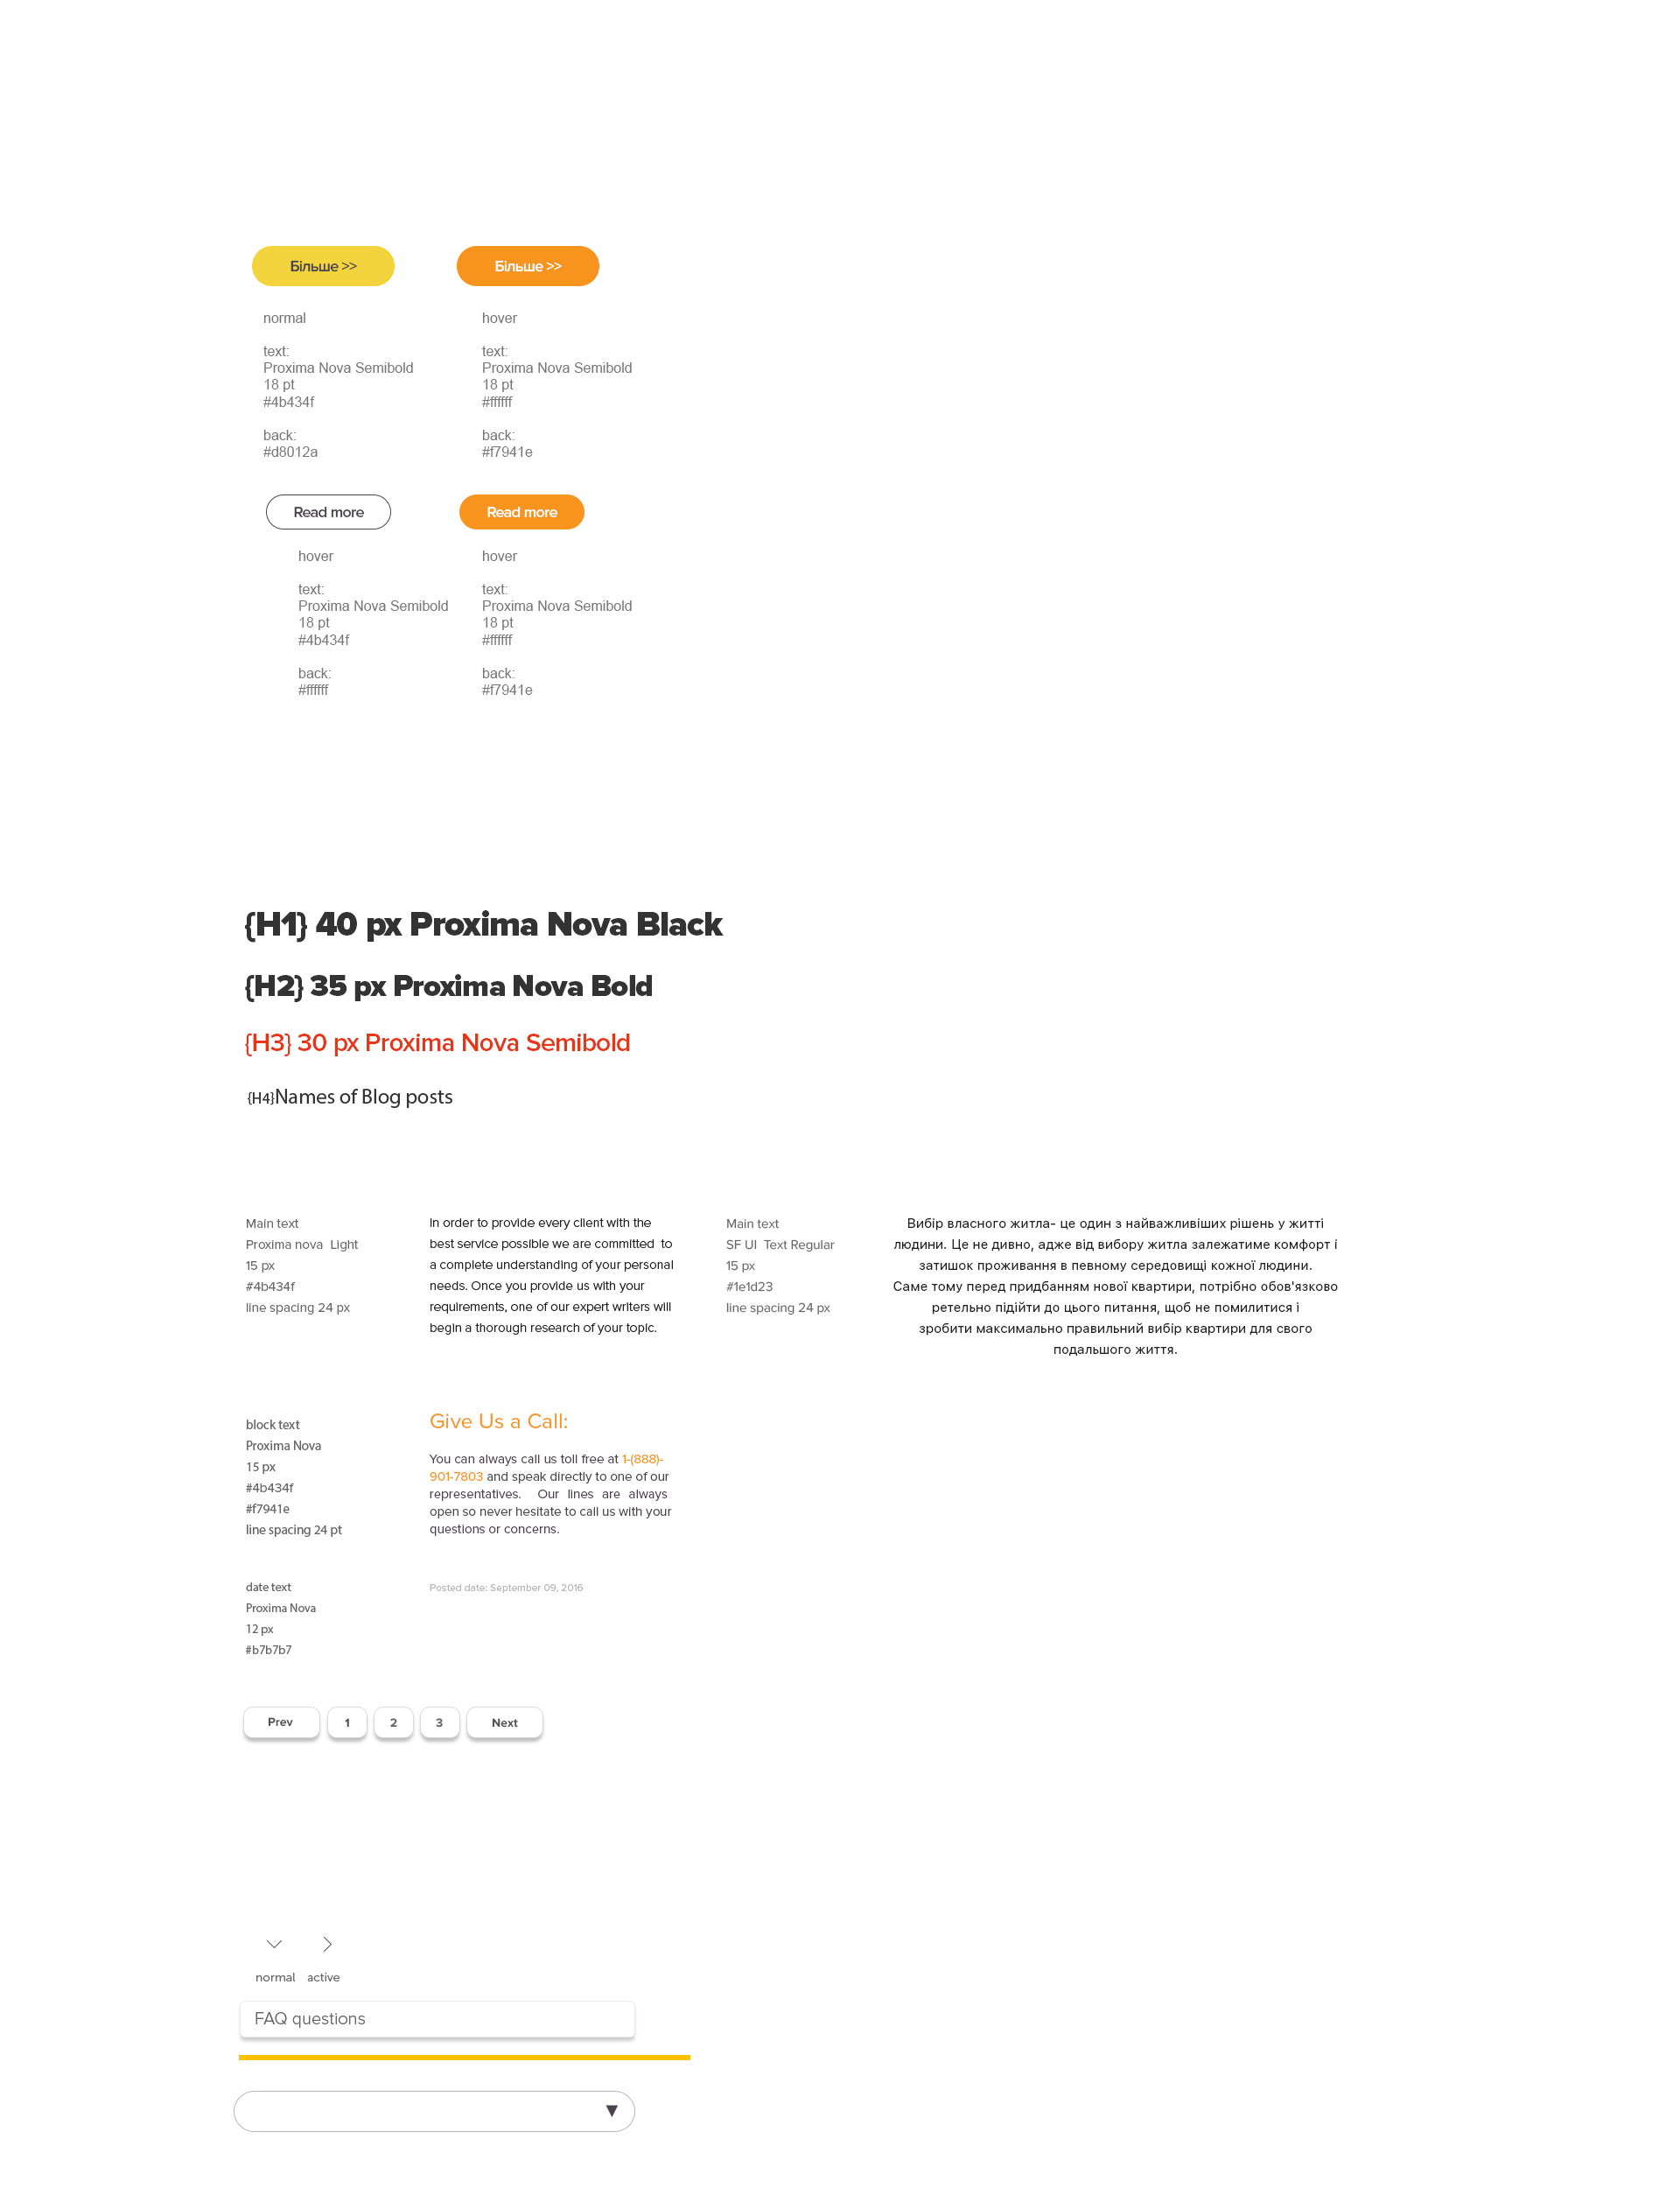 Більше >>
Більше >>
normal
text:
Proxima Nova Semibold
18 pt
#4b434f
back:
#d8012a
hover
text:
Proxima Nova Semibold
18 pt
#ffffff
back:
#f7941e
Read more
Read more
hover
text:
Proxima Nova Semibold
18 pt
#4b434f
back:
#ffffff
hover
text:
Proxima Nova Semibold
18 pt
#ffffff
back:
#f7941e
{H1} 40 px Proxima Nova Black
{H2} 35 px Proxima Nova Bold
{H3} 30 px Proxima Nova Semibold
{H4}Names of Blog posts
Main text
Proxima nova Light
15 px
#4b434f
line spacing 24 px
In order to provide every client with the
best service possible we are committed to
a complete understanding of your personal
needs. Once you provide us with your
requirements, one of our expert writers will
begin a thorough research of your topic.
Main text
SF UI Text Regular
15 px
#1e1d23
line spacing 24 px
Вибір власного житла- це один з найважливіших рішень у житті
людини. Це не дивно, адже від вибору житла залежатиме комфорт і
затишок проживання в певному середовищі кожної людини.
Саме тому перед придбанням нової квартири, потрібно обов'язково
ретельно підійти до цього питання, щоб не помилитися і
зробити максимально правильний вибір квартири для свого
подальшого життя.
block text
Proxima Nova
15 px
#4b434f
#f7941e
line spacing 24 pt
Give Us a Call:
You can always call us toll free at 1-(888)-
901-7803 and speak directly to one of our
representatives. Our lines are always
open so never hesitate to call us with your
questions or concerns.
date text
Proxima Nova
12 px
#b7b7b7
Posted date: September 09, 2016
Prev 1 2 3 Next
normal active
FAQ questions